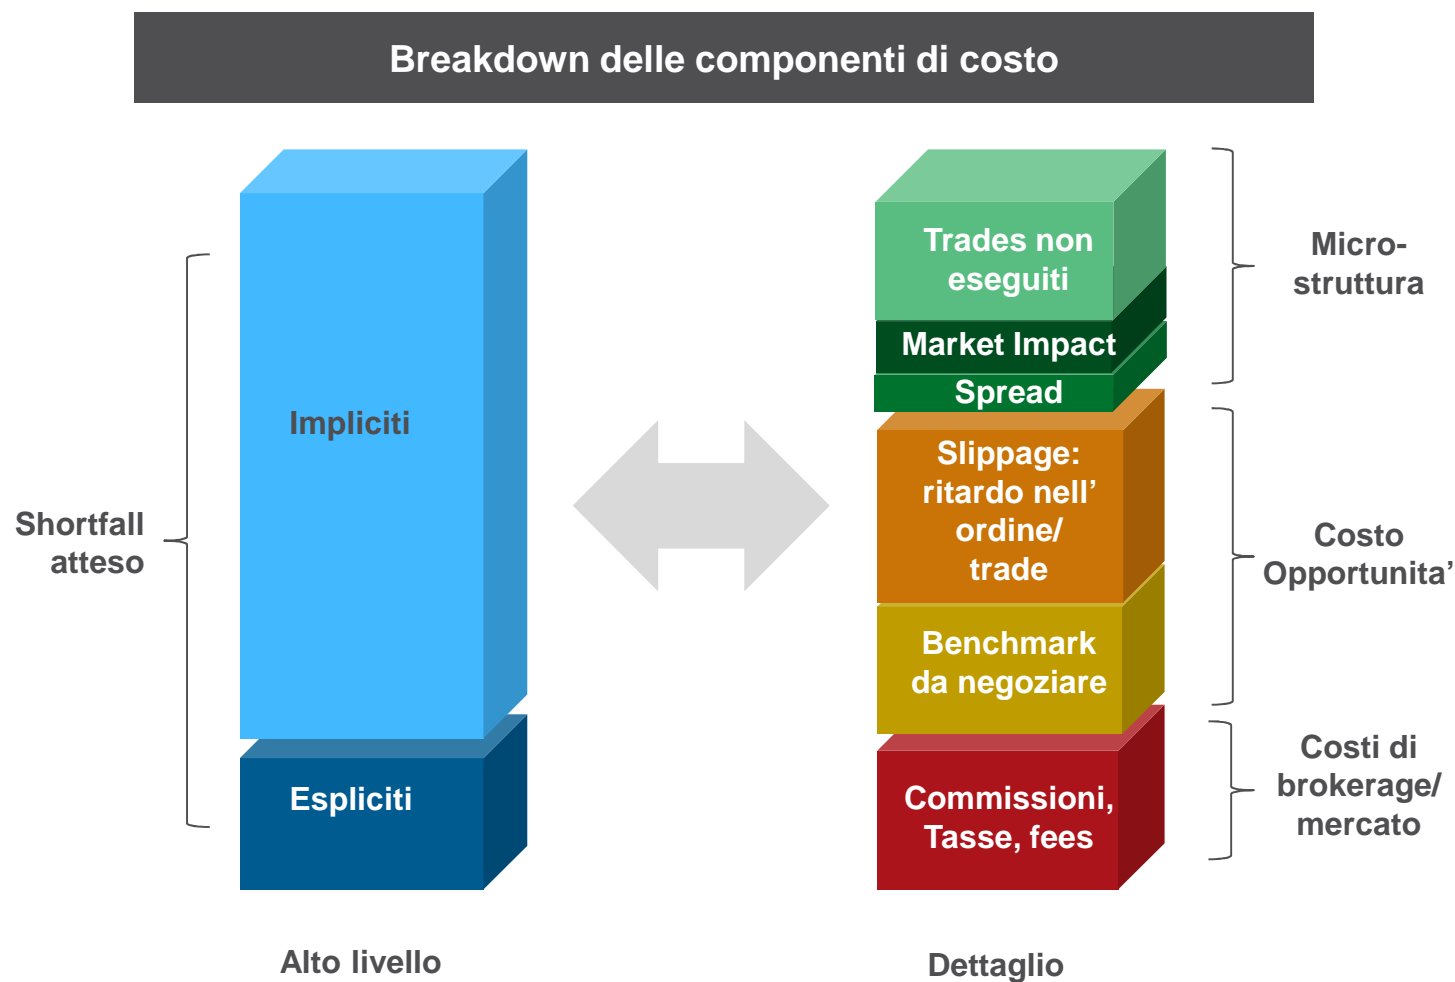 Breakdown delle componenti di costo
Shortfall
atteso
Impliciti
Espliciti
Alto livello
Trades non
eseguiti
Market Impact
Spread
Slippage:
ritardo nell’
ordine/
trade
Benchmark
da negoziare
Commissioni,
Tasse, fees
Dettaglio
Micro-
struttura
Costo
Opportunita’
Costi di
brokerage/
mercato